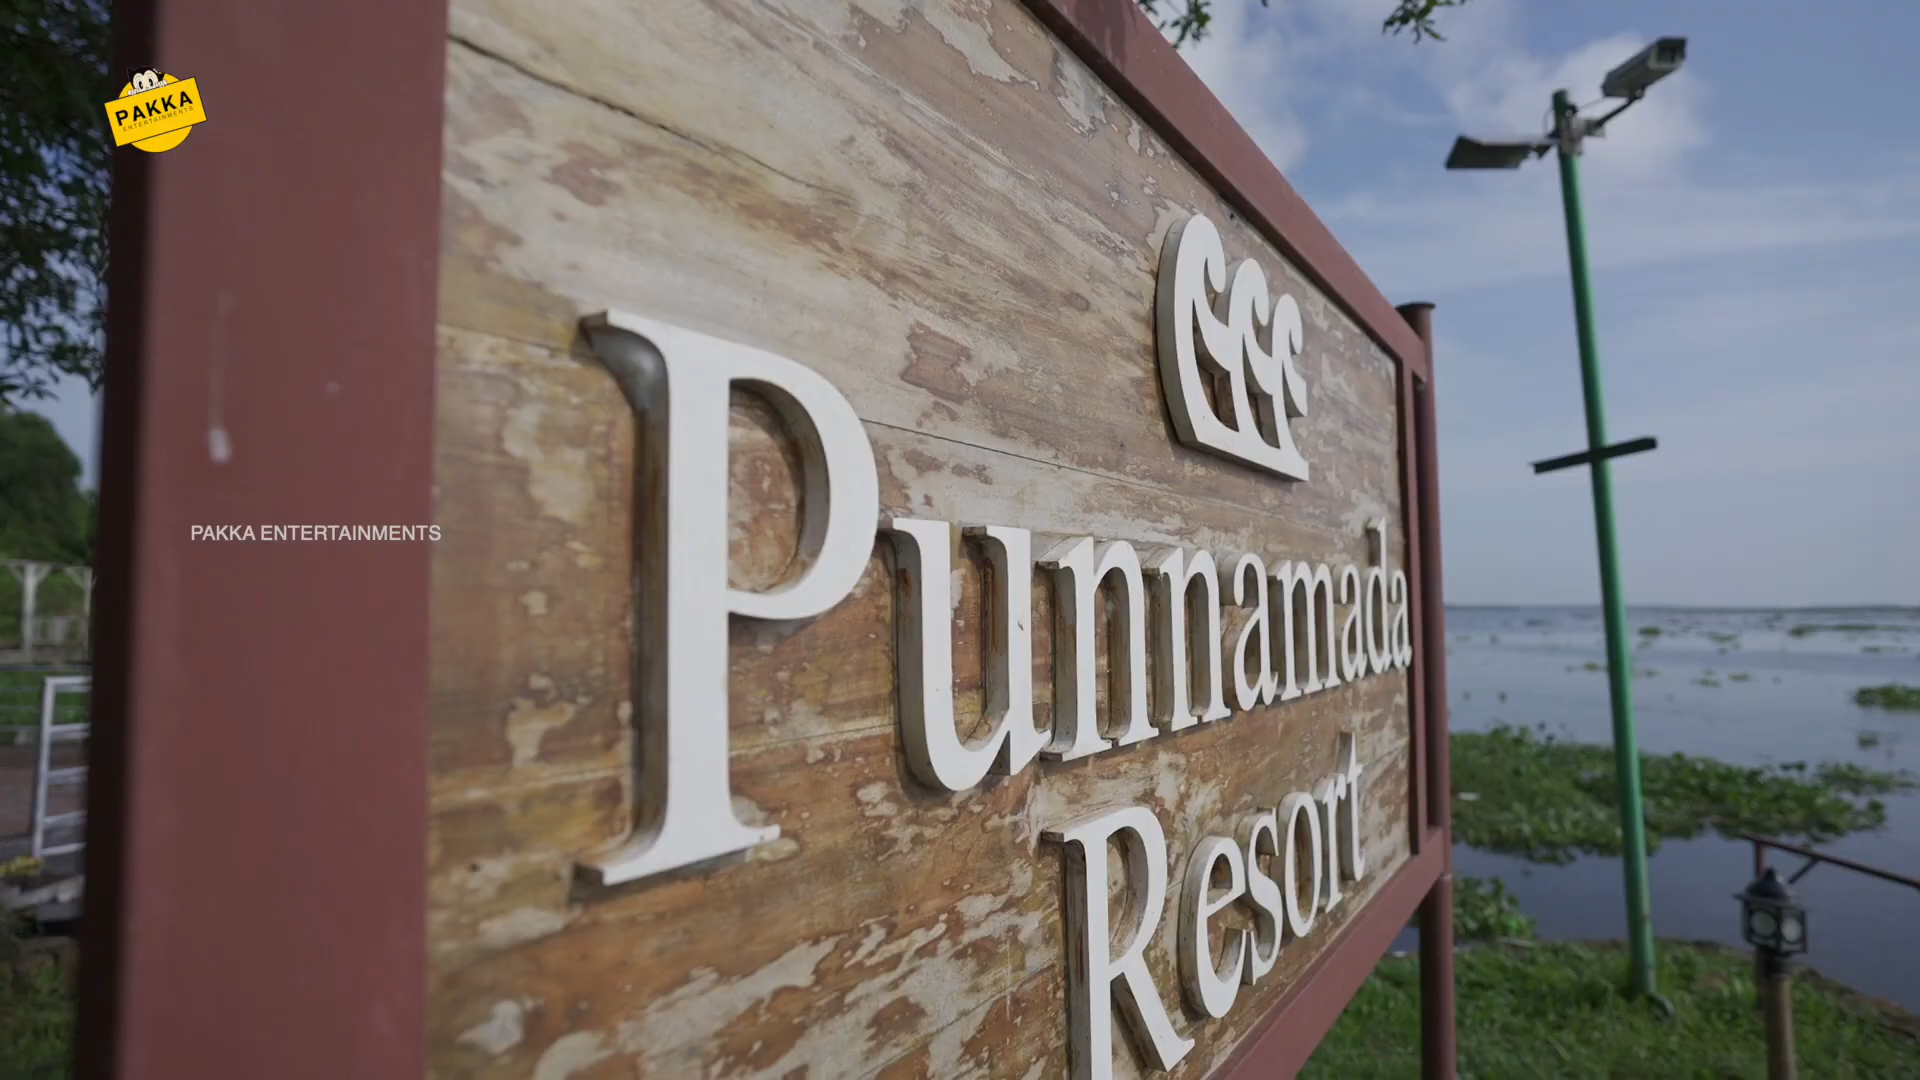 PAKKA
ENTERTAINMENTS
PAKKA ENTERTAINMENTS
Punnamada
Resort